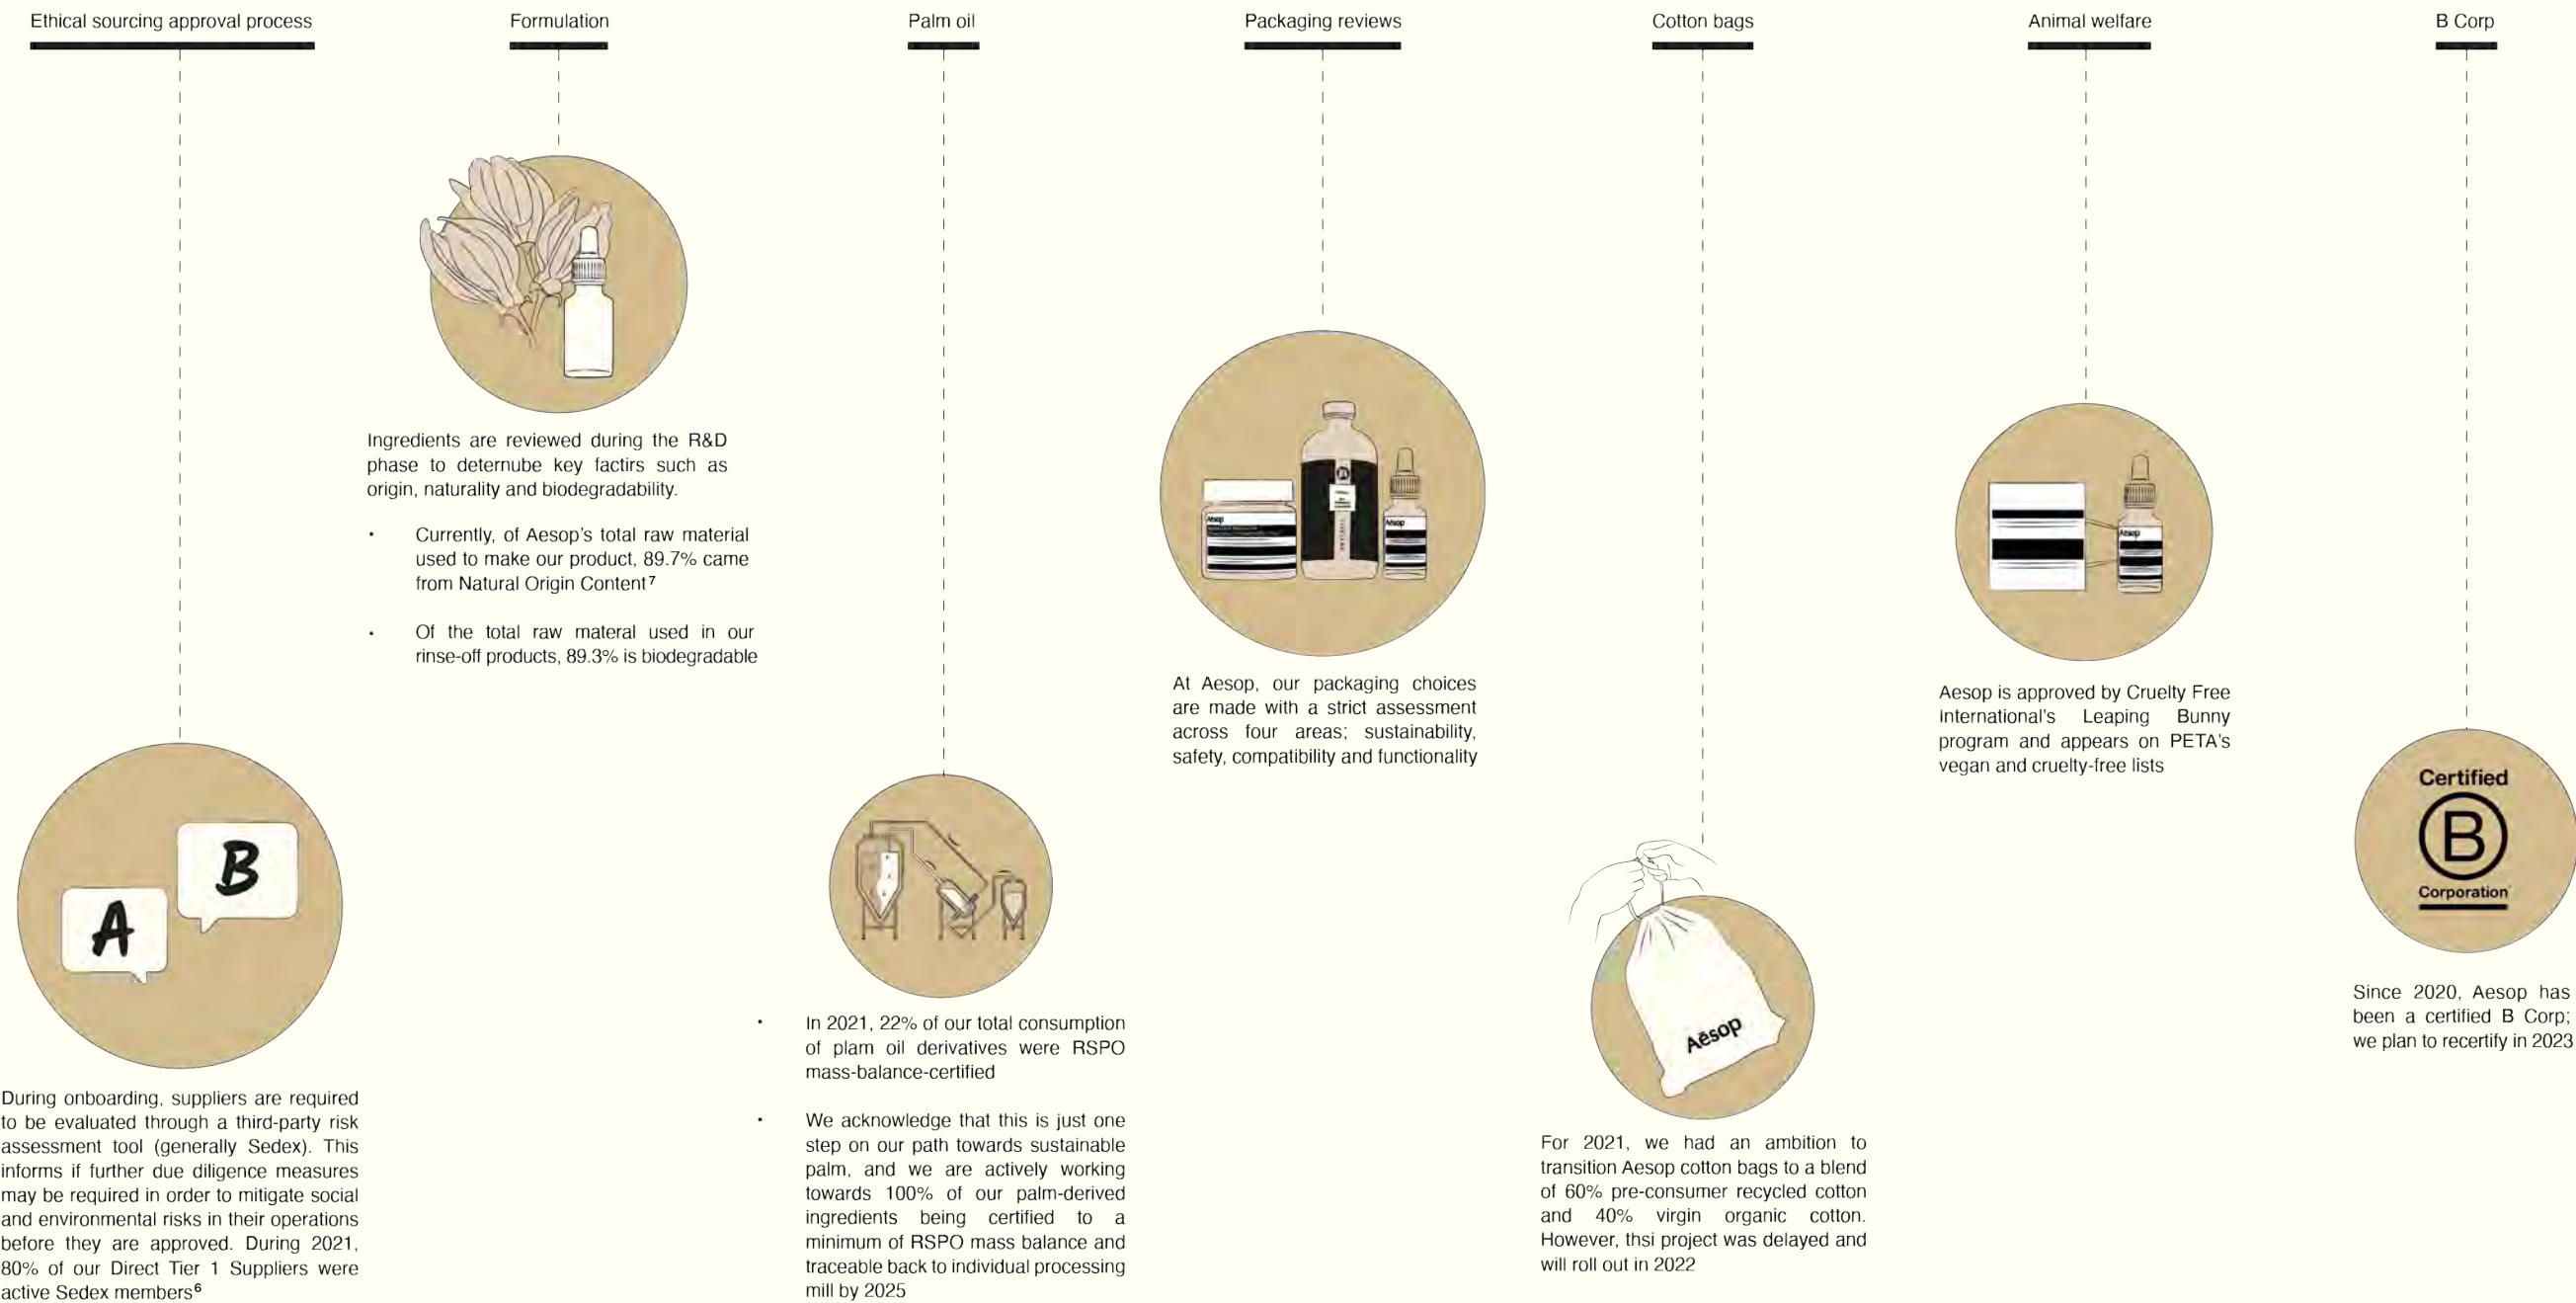 Ethical sourcing approval process
A
B
During onboarding, suppliers are required
to be evaluated through a third-party risk
assessment tool (generally Sedex). This
informs if further due diligence measures
may be required in order to mitigate social
and environmental risks in their operations
before they are approved. During 2021,
80% of our Direct Tier 1 Suppliers were
active Sedex members⁶
Formulation
Ingredients are reviewed during the R&D
phase to deternube key factirs such as
origin, naturality and biodegradability.
• Currently, of Aesop's total raw material
used to make our product, 89.7% came
from Natural Origin Content⁷
• Of the total raw materal used in our
rinse-off products, 89.3% is biodegradable
Palm oil
• In 2021, 22% of our total consumption
of plam oil derivatives were RSPO
mass-balance-certified
• We acknowledge that this is just one
step on our path towards sustainable
palm, and we are actively working
towards 100% of our palm-derived
ingredients being certified to a
minimum of RSPO mass balance and
traceable back to individual processing
mill by 2025
Packaging reviews
Aesop
Aesop
At Aesop, our packaging choices
are made with a strict assessment
across four areas; sustainability,
safety, compatibility and functionality
Cotton bags
Aēsop
For 2021, we had an ambition to
transition Aesop cotton bags to a blend
of 60% pre-consumer recycled cotton
and 40% virgin organic cotton.
However, thsi project was delayed and
will roll out in 2022
Animal welfare
Aesop
Aesop is approved by Cruelty Free
International's Leaping Bunny
program and appears on PETA's
vegan and cruelty-free lists
B Corp
Certified
B
Corporation
Since 2020, Aesop has
been a certified B Corp;
we plan to recertify in 2023